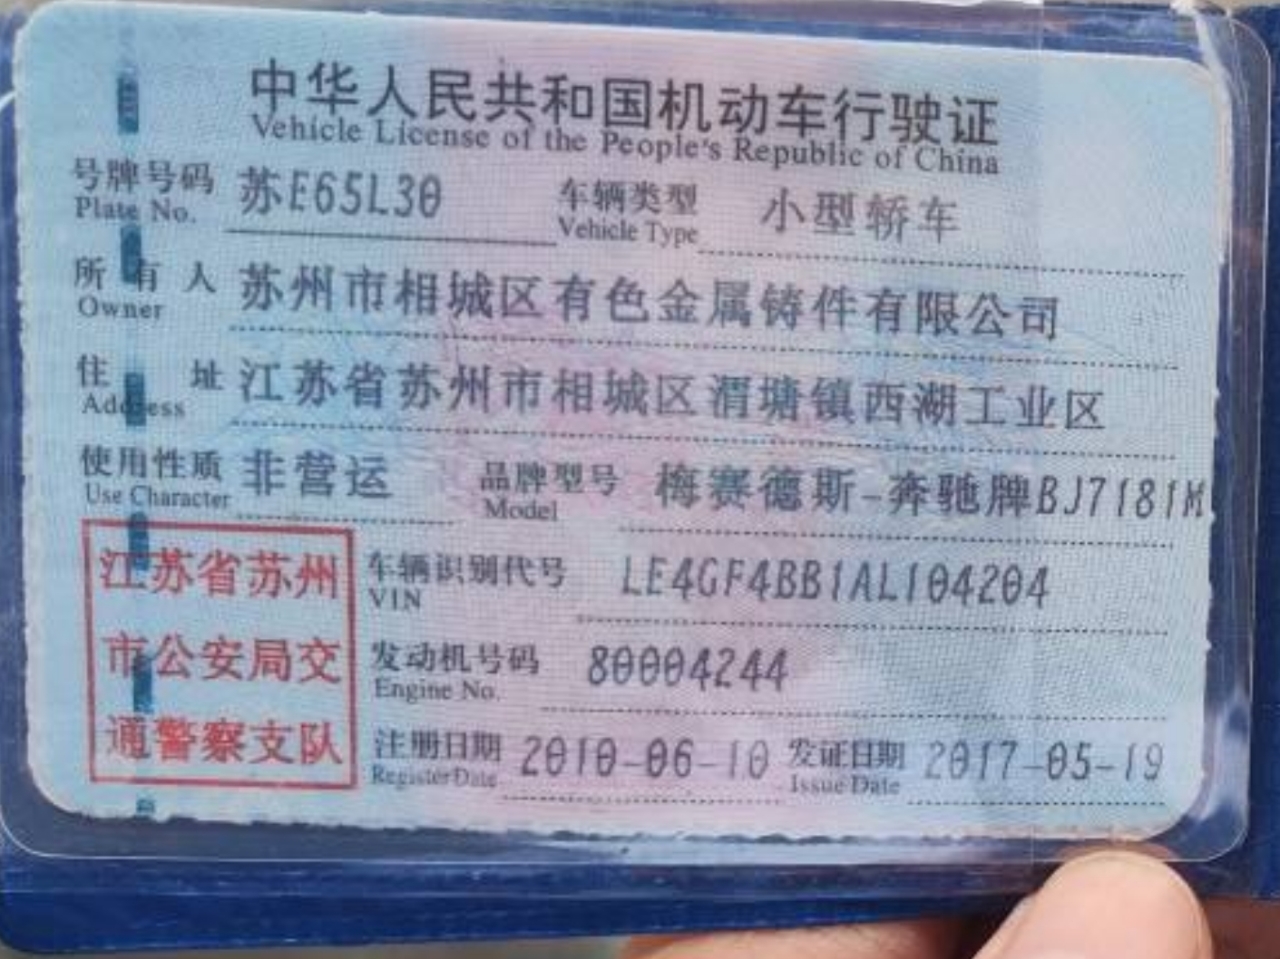 中华人民共和国机动车行驶证
Vehicle License of the People's Republic of China
号牌号码 苏E65L30 车辆类型 小型轿车
Plate No. Vehicle Type
所有人 苏州市相城区有色金属铸件有限公司
Owner
住址 江苏省苏州市相城区渭塘镇西湖工业区
Address
使用性质 非营运 品牌型号 梅赛德斯-奔驰牌BJ7181M
Use Character Model
江苏省苏州
市公安局交
通警察支队
车辆识别代号 LE4GF4BB1AL104204
VIN
发动机号码 80004244
Engine No.
注册日期 2010-06-10 发证日期 2017-05-19
Register Date Issue Date